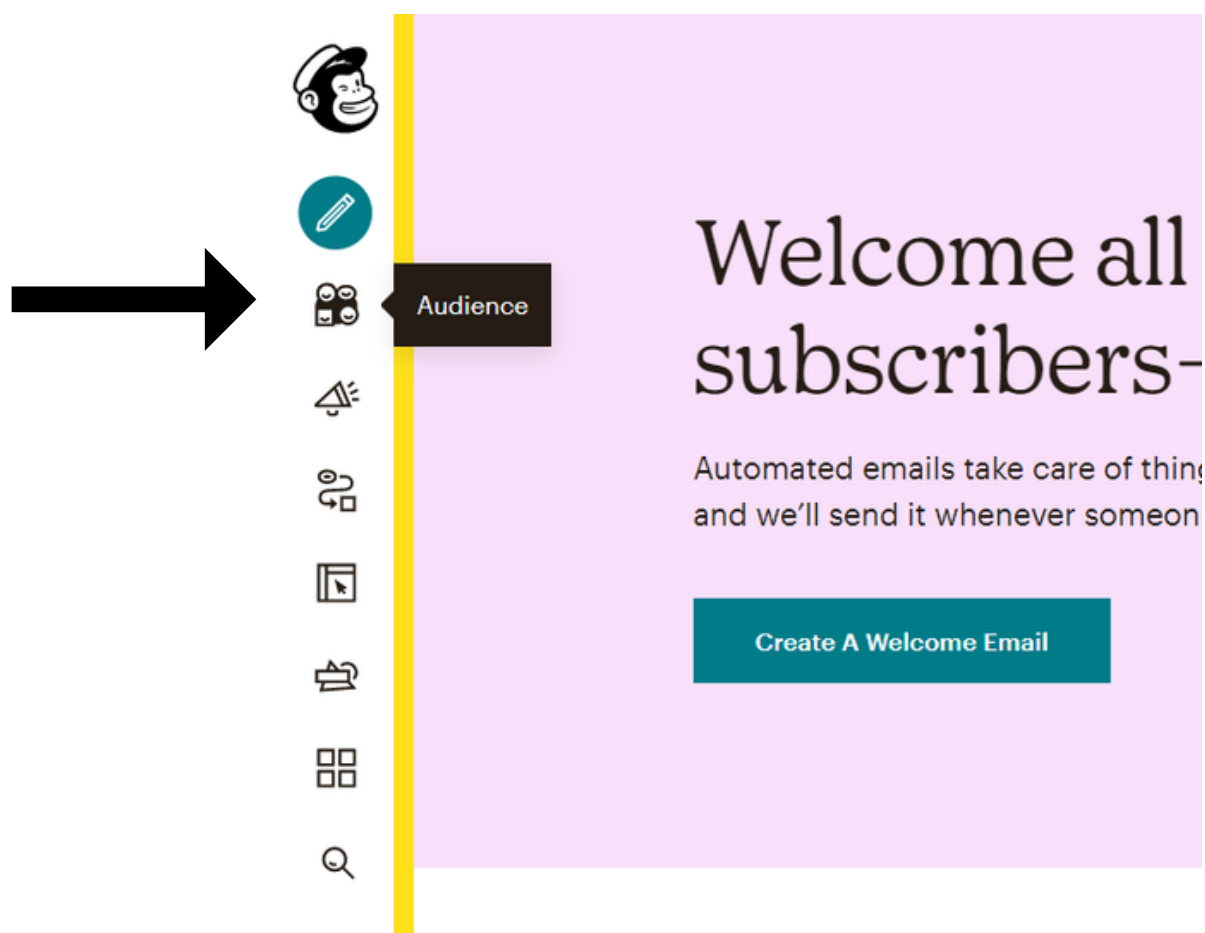 Audience
Welcome all
subscribers-
Automated emails take care of thing
and we’ll send it whenever someon
Create A Welcome Email